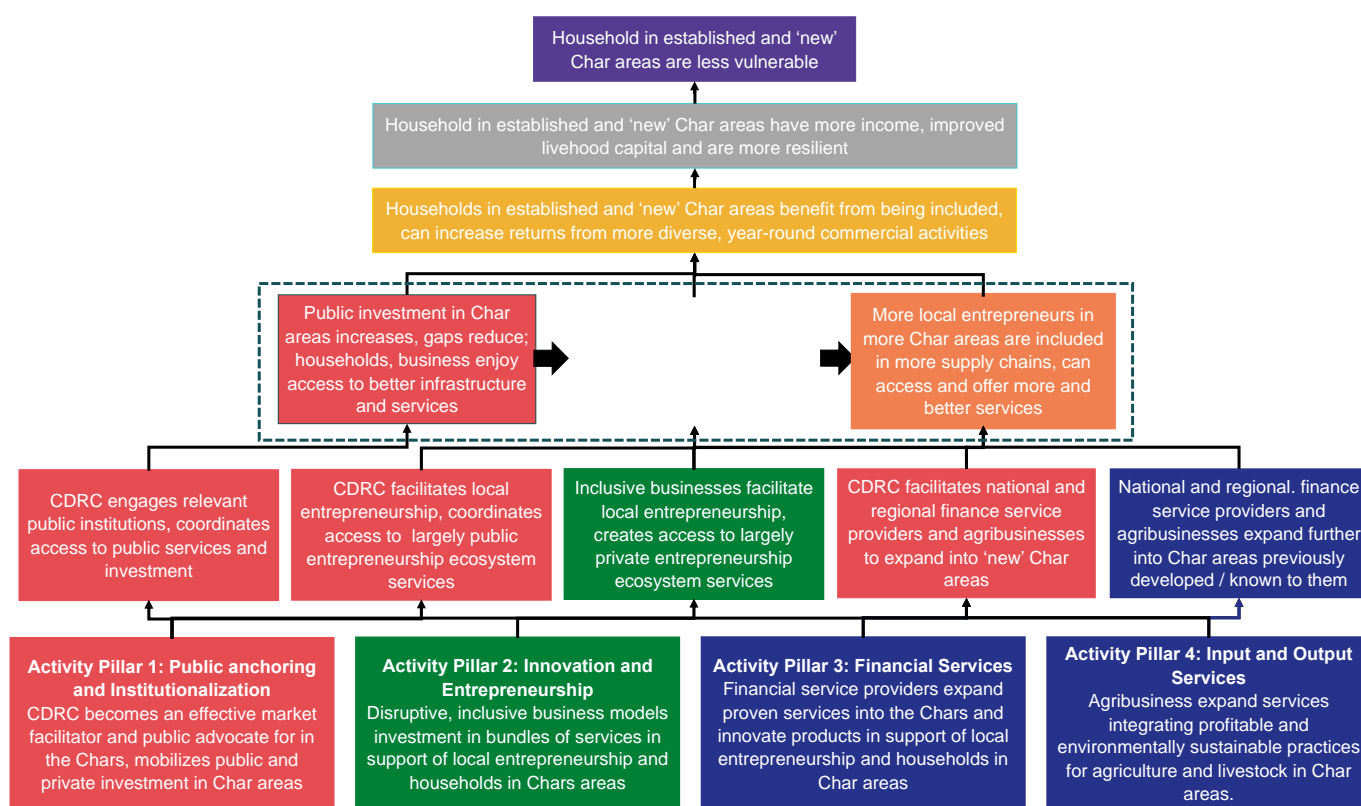 Household in established and ‘new’
Char areas are less vulnerable
Household in established and ‘new’ Char areas have more income, improved
livehood capital and are more resilient
Households in established and ‘new’ Char areas benefit from being included,
can increase returns from more diverse, year-round commercial activities
Public investment in Char
areas increases, gaps reduce;
households, business enjoy
access to better infrastructure
and services
More local entrepreneurs in
more Char areas are included
in more supply chains, can
access and offer more and
better services
CDRC engages relevant
public institutions, coordinates
access to public services and
investment
CDRC facilitates local
entrepreneurship, coordinates
access to largely public
entrepreneurship ecosystem
services
Inclusive businesses facilitate
local entrepreneurship,
creates access to largely
private entrepreneurship
ecosystem services
CDRC facilitates national and
regional finance service
providers and agribusinesses
to expand into ‘new’ Char
areas
National and regional. finance
service providers and
agribusinesses expand further
into Char areas previously
developed / known to them
Activity Pillar 1: Public anchoring
and Institutionalization
CDRC becomes an effective market
facilitator and public advocate for in
the Chars, mobilizes public and
private investment in Char areas
Activity Pillar 2: Innovation and
Entrepreneurship
Disruptive, inclusive business models
investment in bundles of services in
support of local entrepreneurship and
households in Chars areas
Activity Pillar 3: Financial Services
Financial service providers expand
proven services into the Chars and
innovate products in support of local
entrepreneurship and households in
Char areas
Activity Pillar 4: Input and Output
Services
Agribusiness expand services
integrating profitable and
environmentally sustainable practices
for agriculture and livestock in Char
areas.